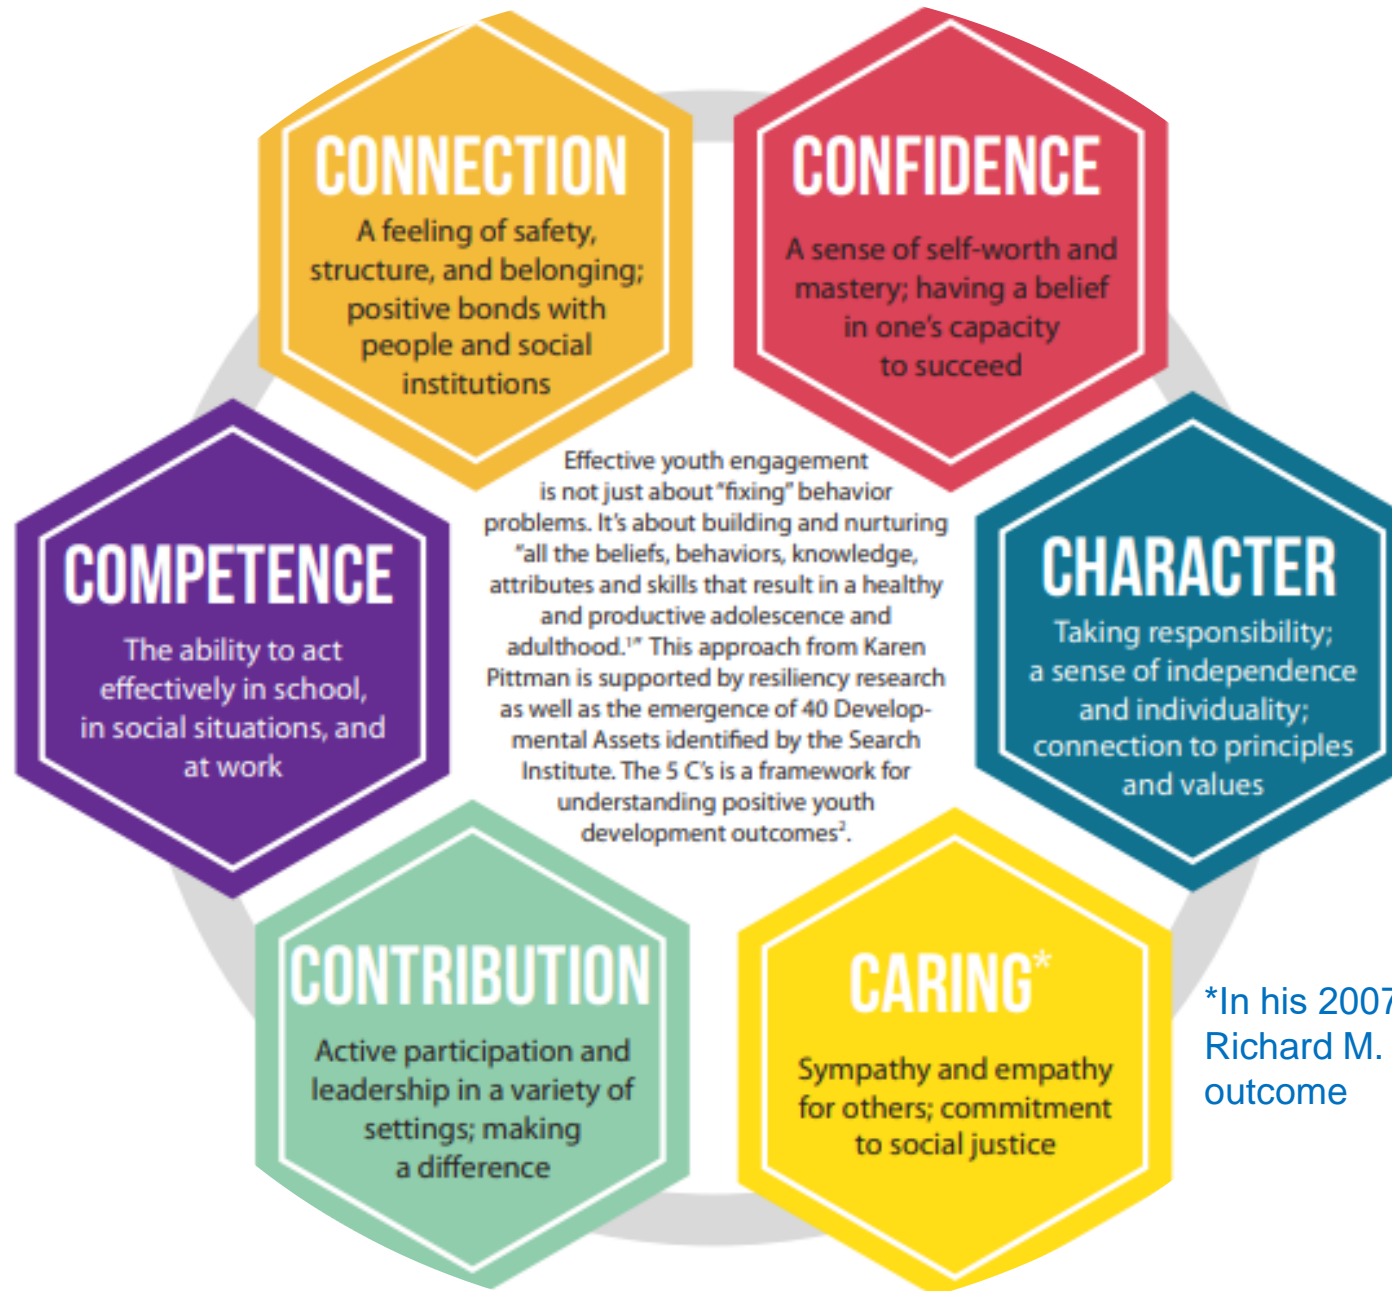 CONNECTION
A feeling of safety,
structure, and belonging;
positive bonds with
people and social
institutions
CONFIDENCE
A sense of self-worth and
mastery; having a belief
in one's capacity
to succeed
COMPETENCE
The ability to act
effectively in school,
in social situations, and
at work
Effective youth engagement
is not just about "fixing" behavior
problems. It's about building and nurturing
"all the beliefs, behaviors, knowledge,
attributes and skills that result in a healthy
and productive adolescence and
adulthood.¹" This approach from Karen
Pittman is supported by resiliency research
as well as the emergence of 40 Develop-
mental Assets identified by the Search
Institute. The 5 C's is a framework for
understanding positive youth
development outcomes².
CHARACTER
Taking responsibility;
a sense of independence
and individuality;
connection to principles
and values
CONTRIBUTION
Active participation and
leadership in a variety of
settings; making
a difference
CARING*
Sympathy and empathy
for others; commitment
to social justice
*In his 2007
Richard M.
outcome